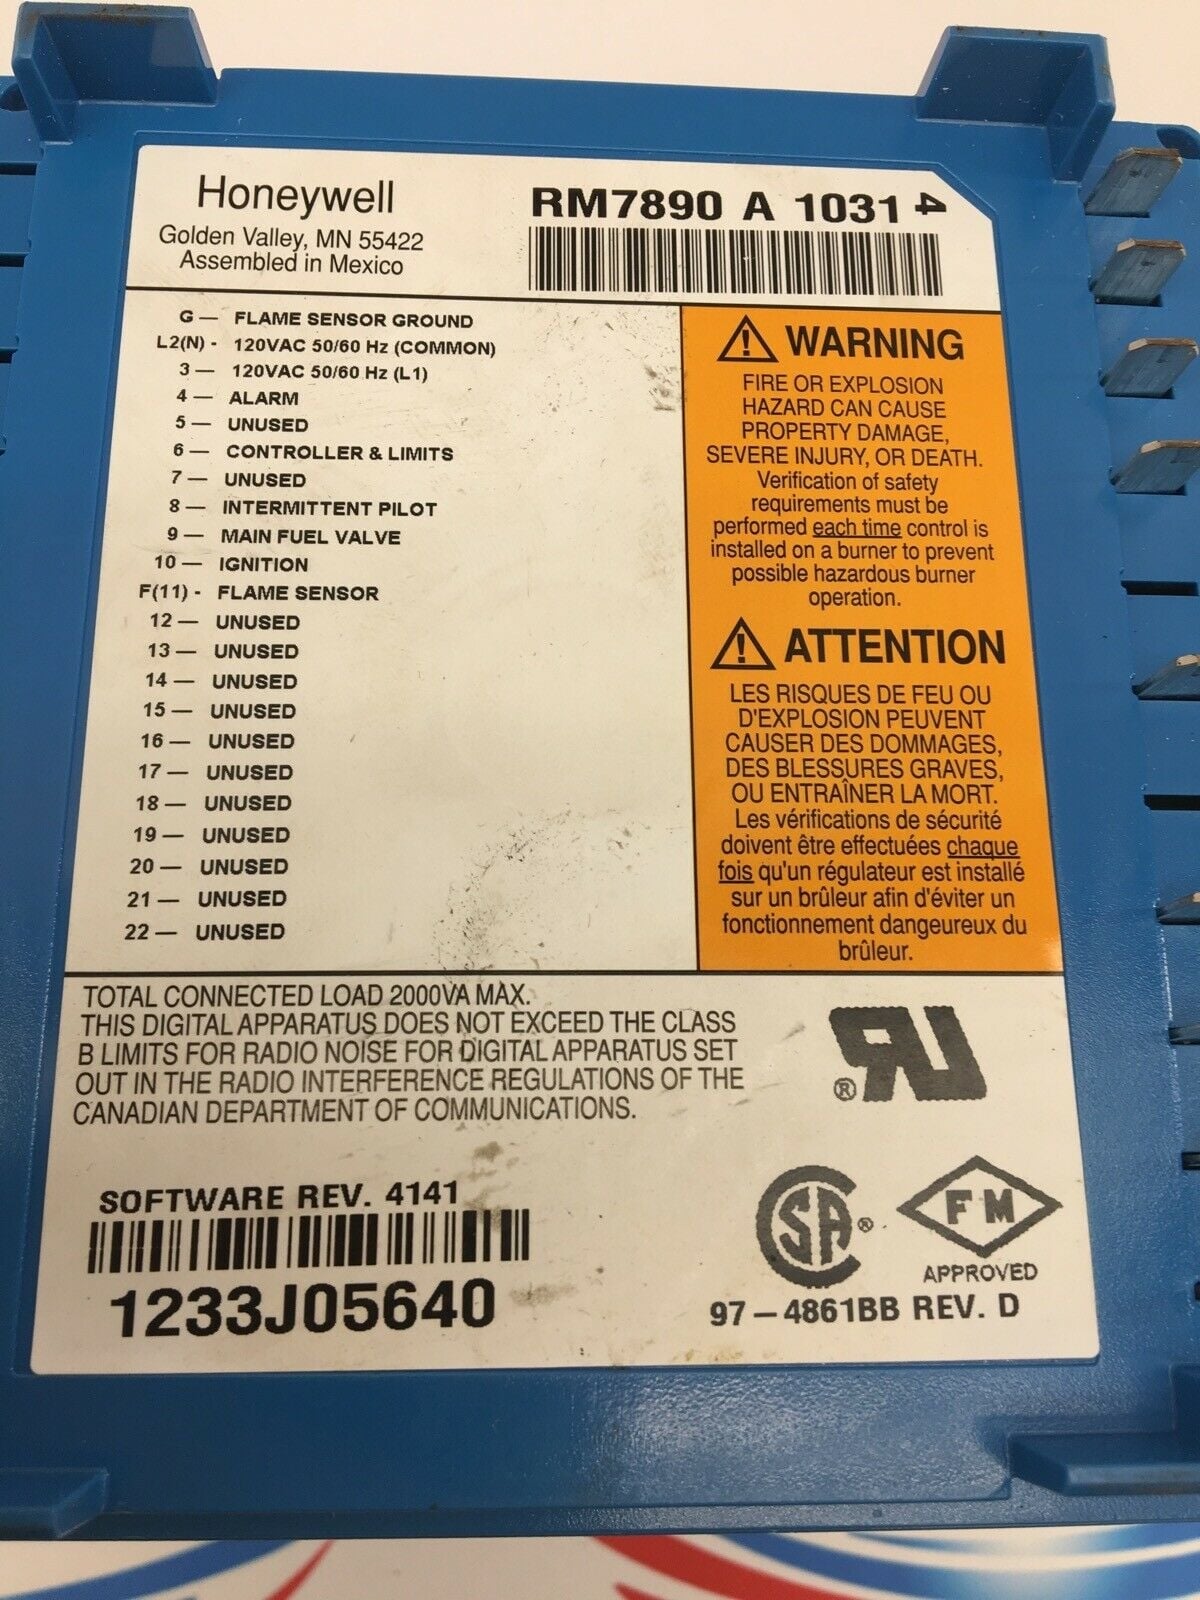 Honeywell
Golden Valley, MN 55422
Assembled in Mexico
RM7890 A 1031 4
G — FLAME SENSOR GROUND
L2(N) - 120VAC 50/60 Hz (COMMON)
3 — 120VAC 50/60 Hz (L1)
4 — ALARM
5 — UNUSED
6 — CONTROLLER & LIMITS
7 — UNUSED
8 — INTERMITTENT PILOT
9 — MAIN FUEL VALVE
10 — IGNITION
F(11) - FLAME SENSOR
12 — UNUSED
13 — UNUSED
14 — UNUSED
15 — UNUSED
16 — UNUSED
17 — UNUSED
18 — UNUSED
19 — UNUSED
20 — UNUSED
21 — UNUSED
22 — UNUSED
WARNING
FIRE OR EXPLOSION
HAZARD CAN CAUSE
PROPERTY DAMAGE,
SEVERE INJURY, OR DEATH.
Verification of safety
requirements must be
performed each time control is
installed on a burner to prevent
possible hazardous burner
operation.
ATTENTION
LES RISQUES DE FEU OU
D'EXPLOSION PEUVENT
CAUSER DES DOMMAGES,
DES BLESSURES GRAVES,
OU ENTRAÎNER LA MORT.
Les vérifications de sécurité
doivent être effectuées chaque
fois qu'un régulateur est installé
sur un brûleur afin d'éviter un
fonctionnement dangeureux du
brûleur.
TOTAL CONNECTED LOAD 2000VA MAX.
THIS DIGITAL APPARATUS DOES NOT EXCEED THE CLASS
B LIMITS FOR RADIO NOISE FOR DIGITAL APPARATUS SET
OUT IN THE RADIO INTERFERENCE REGULATIONS OF THE
CANADIAN DEPARTMENT OF COMMUNICATIONS.
RU ®
SOFTWARE REV. 4141
1233J05640
CSA ®
FM
APPROVED
97-4861BB REV. D